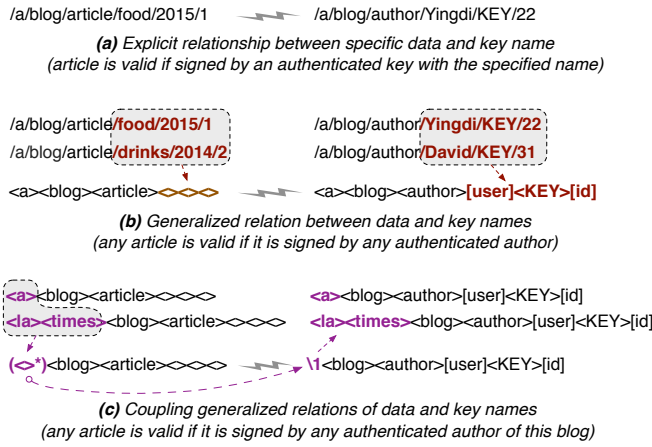 /a/blog/article/food/2015/1 /a/blog/author/Yingdi/KEY/22
(a) Explicit relationship between specific data and key name
(article is valid if signed by an authenticated key with the specified name)
/a/blog/article/food/2015/1 /a/blog/author/Yingdi/KEY/22
/a/blog/article/drinks/2014/2 /a/blog/author/David/KEY/31
<a><blog><article><><><> <a><blog><author>[user]<KEY>[id]
(b) Generalized relation between data and key names
(any article is valid if it is signed by any authenticated author)
<a><blog><article><><><> <a><blog><author>[user]<KEY>[id]
<la><times><blog><article><><><> <la><times><blog><author>[user]<KEY>[id]
(<>*)<blog><article><><><> \1<blog><author>[user]<KEY>[id]
(c) Coupling generalized relations of data and key names
(any article is valid if it is signed by any authenticated author of this blog)